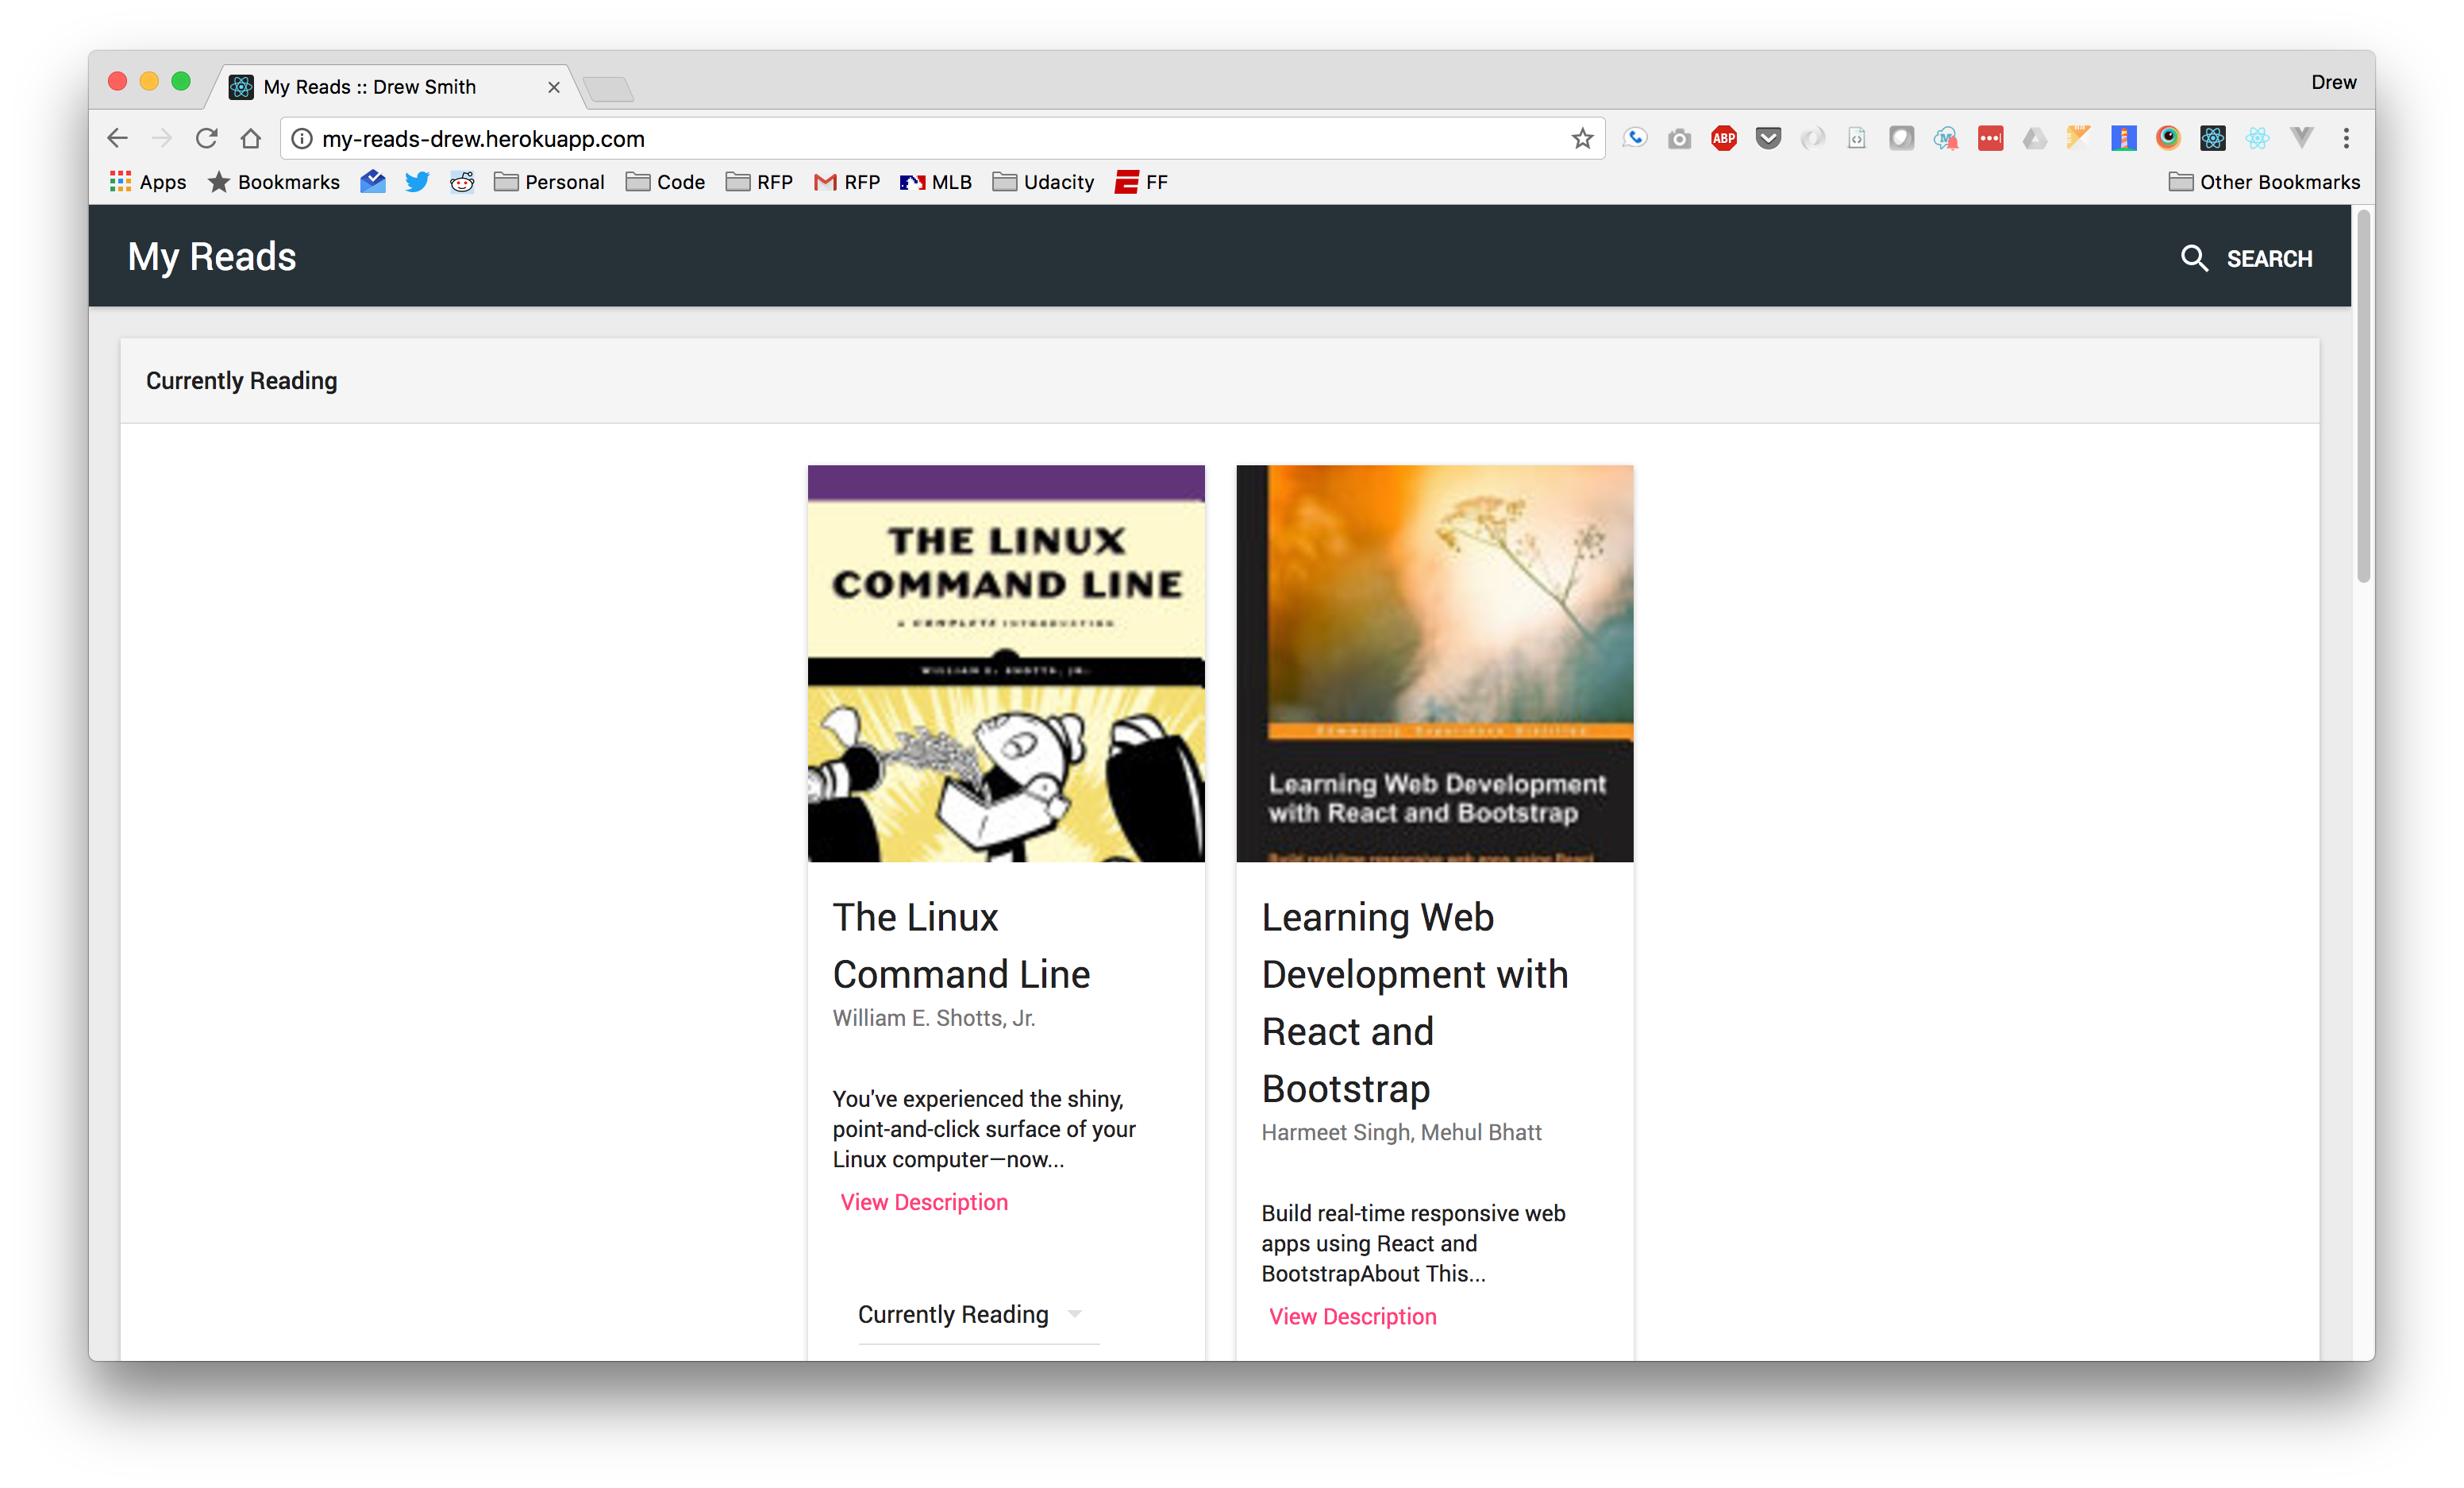 My Reads :: Drew Smith
Drew
my-reads-drew.herokuapp.com
ABP
Apps
Bookmarks
Personal
Code
RFP
RFP
MLB
Udacity
FF
Other Bookmarks
My Reads
SEARCH
Currently Reading
THE LINUX
COMMAND LINE
A COMPLETE INTRODUCTION
WILLIAM E. SHOTTS, JR.
Learning Web Development
with React and Bootstrap
The Linux
Command Line
William E. Shotts, Jr.
You've experienced the shiny,
point-and-click surface of your
Linux computer—now...
View Description
Currently Reading
Learning Web
Development with
React and
Bootstrap
Harmeet Singh, Mehul Bhatt
Build real-time responsive web
apps using React and
BootstrapAbout This...
View Description